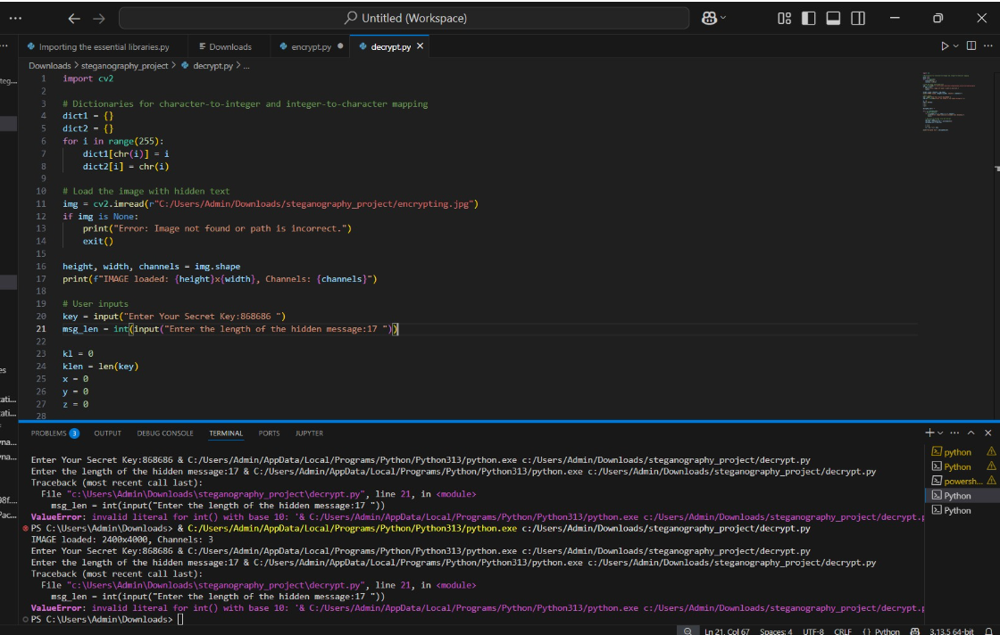 Untitled (Workspace)
Importing the essential libraries.py
Downloads
encrypt.py
decrypt.py
Downloads > steganography_project > decrypt.py > ...
1 import cv2
2
3 # Dictionaries for character-to-integer and integer-to-character mapping
4 dict1 = {}
5 dict2 = {}
6 for i in range(255):
7 dict1[chr(i)] = i
8 dict2[i] = chr(i)
9
10 # Load the image with hidden text
11 img = cv2.imread(r"C:/Users/Admin/Downloads/steganography_project/encrypting.jpg")
12 if img is None:
13 print("Error: Image not found or path is incorrect.")
14 exit()
15
16 height, width, channels = img.shape
17 print(f"IMAGE loaded: {height}x{width}, Channels: {channels}")
18
19 # User inputs
20 key = input("Enter Your Secret Key:868686 ")
21 msg_len = int(input("Enter the length of the hidden message:17 "))
22
23 kl = 0
24 klen = len(key)
25 x = 0
26 y = 0
27 z = 0
28
PROBLEMS 3 OUTPUT DEBUG CONSOLE TERMINAL PORTS JUPYTER
Enter Your Secret Key:868686 & C:/Users/Admin/AppData/Local/Programs/Python/Python313/python.exe c:/Users/Admin/Downloads/steganography_project/decrypt.py
Enter the length of the hidden message:17 & C:/Users/Admin/AppData/Local/Programs/Python/Python313/python.exe c:/Users/Admin/Downloads/steganography_project/decrypt.py
Traceback (most recent call last):
File "c:\Users\Admin\Downloads\steganography_project\decrypt.py", line 21, in <module>
msg_len = int(input("Enter the length of the hidden message:17 "))
ValueError: invalid literal for int() with base 10: '& C:/Users/Admin/AppData/Local/Programs/Python/Python313/python.exe c:/Users/Admin/Downloads/steganography_project/decrypt.p
PS C:\Users\Admin\Downloads> & C:/Users/Admin/AppData/Local/Programs/Python/Python313/python.exe c:/Users/Admin/Downloads/steganography_project/decrypt.py
IMAGE loaded: 2400x4000, Channels: 3
Enter Your Secret Key:868686 & C:/Users/Admin/AppData/Local/Programs/Python/Python313/python.exe c:/Users/Admin/Downloads/steganography_project/decrypt.py
Enter the length of the hidden message:17 & C:/Users/Admin/AppData/Local/Programs/Python/Python313/python.exe c:/Users/Admin/Downloads/steganography_project/decrypt.py
Traceback (most recent call last):
File "c:\Users\Admin\Downloads\steganography_project\decrypt.py", line 21, in <module>
msg_len = int(input("Enter the length of the hidden message:17 "))
ValueError: invalid literal for int() with base 10: '& C:/Users/Admin/AppData/Local/Programs/Python/Python313/python.exe c:/Users/Admin/Downloads/steganography_project/decrypt.p
PS C:\Users\Admin\Downloads>
python
Python
powersh...
Python
Python
Ln 21, Col 67 Spaces: 4 UTF-8 CRLF {} Python 3.13.5 64-bit